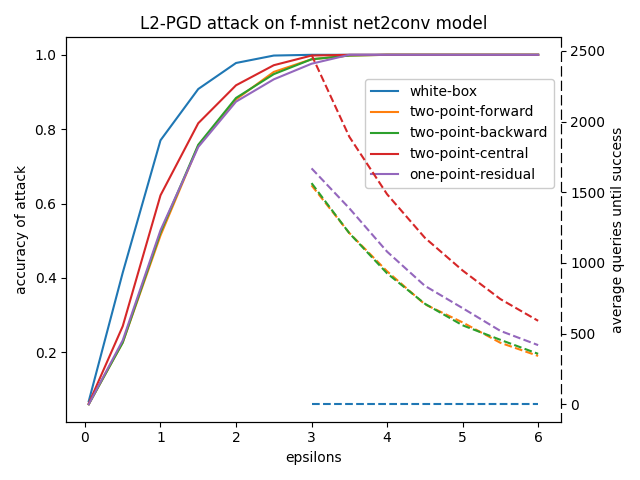 L2-PGD attack on f-mnist net2conv model
accuracy of attack
1.0
0.8
0.6
0.4
0.2
0
1
2
3
4
5
6
epsilons
2500
2000
1500
1000
500
0
average queries until success
white-box
two-point-forward
two-point-backward
two-point-central
one-point-residual